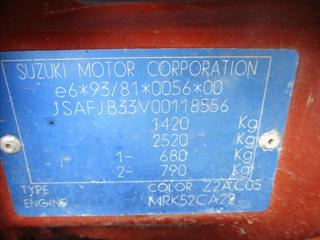 SUZUKI MOTOR CORPORATION
e6*93/81*0056*00
JSAFJB33V00118556
1420 Kg
2520 Kg
1- 680 Kg
2- 790 Kg
TYPE COLOR Z2AC05
ENGINE MRK52CA22